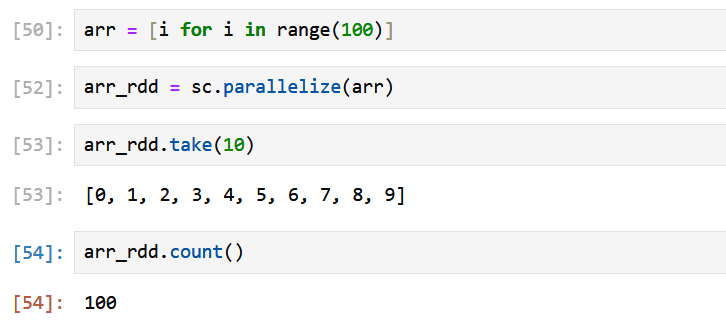 [50]: arr = [i for i in range(100)]
[52]: arr_rdd = sc.parallelize(arr)
[53]: arr_rdd.take(10)
[53]: [0, 1, 2, 3, 4, 5, 6, 7, 8, 9]
[54]: arr_rdd.count()
[54]: 100